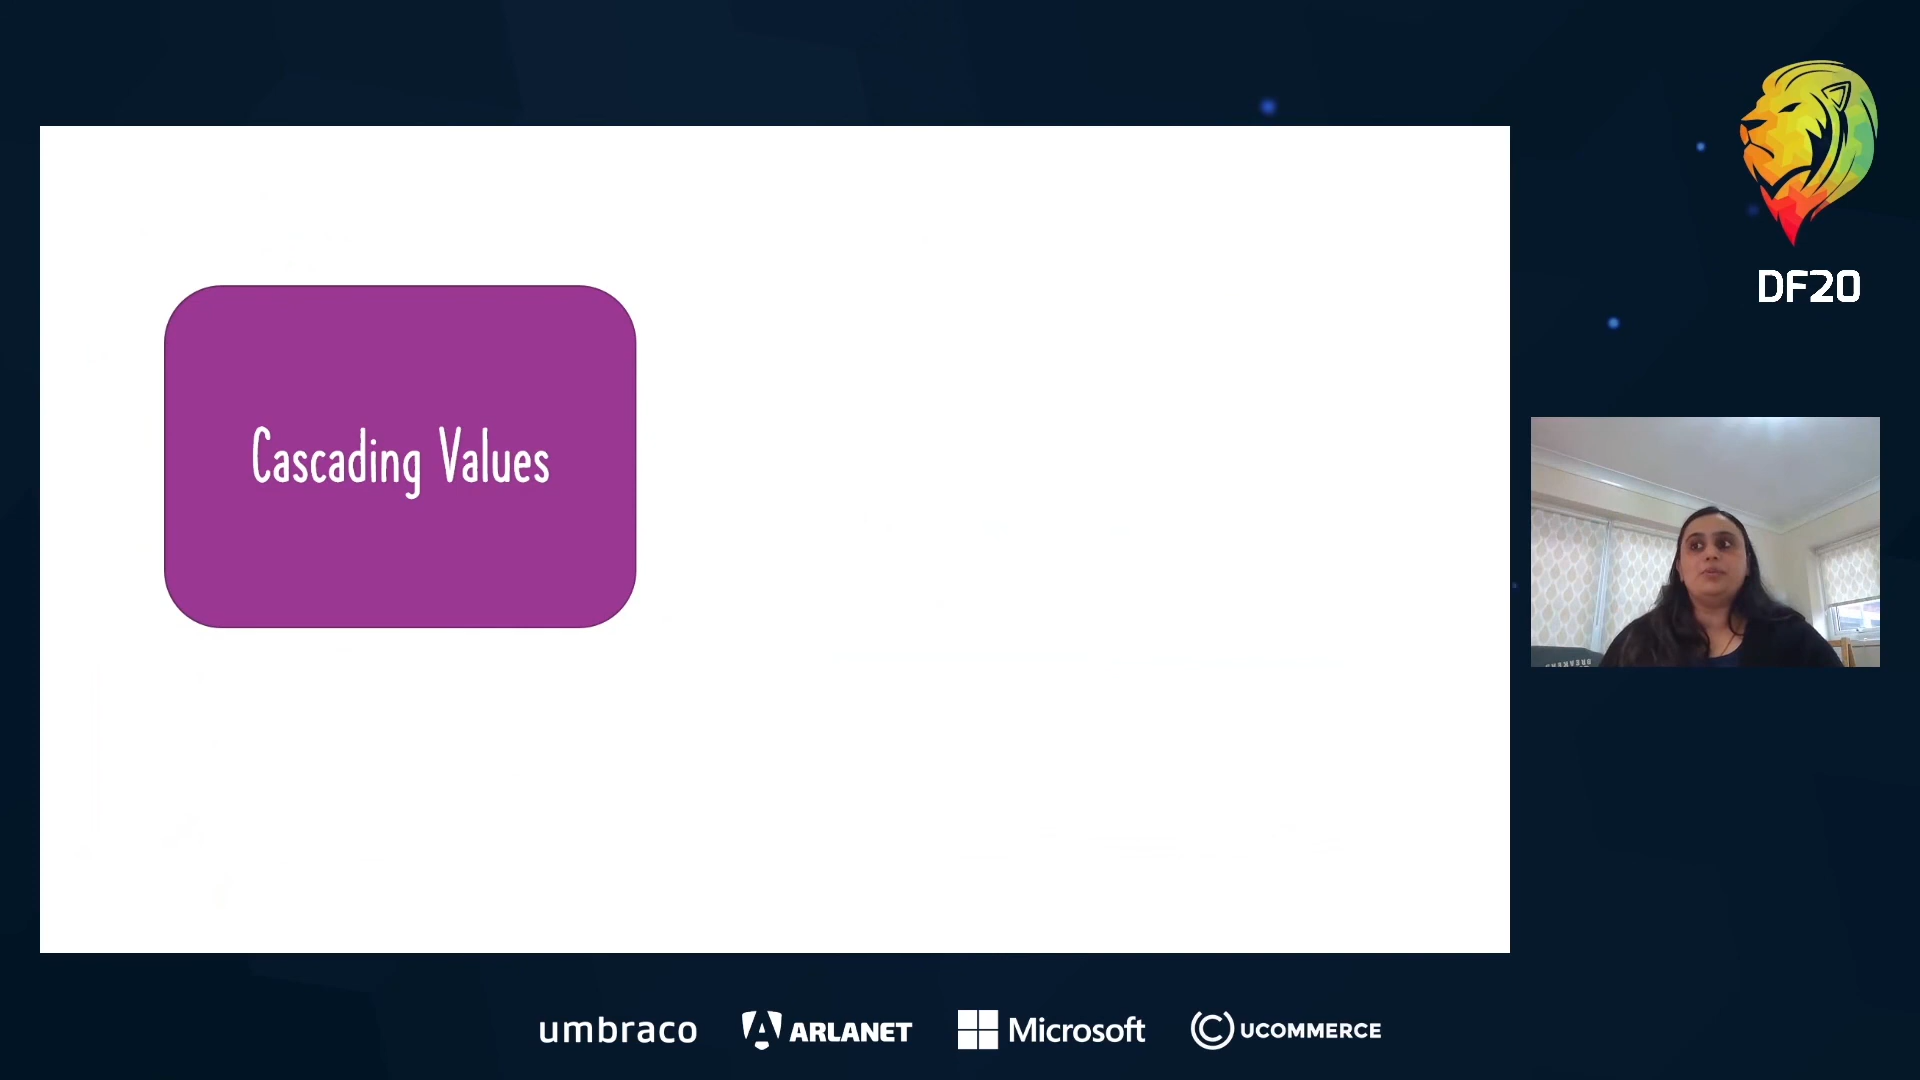 DF20
Cascading Values
umbraco
ARLANET
Microsoft
UCOMMERCE